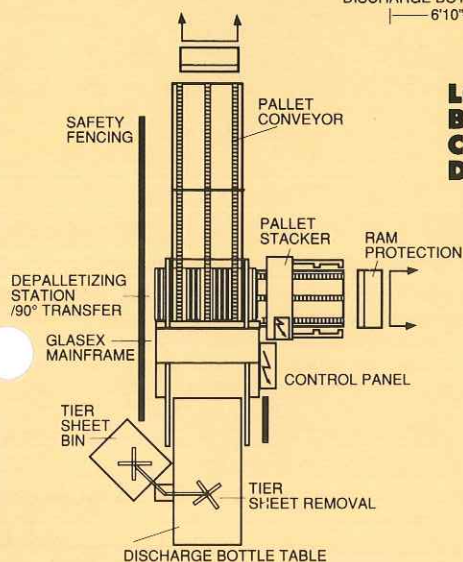 DISCHARGE BOT
6'10"
L
B
C
D
SAFETY
FENCING
PALLET
CONVEYOR
PALLET
STACKER
RAM
PROTECTION
DEPALLETIZING
STATION
/90° TRANSFER
GLASEX
MAINFRAME
CONTROL PANEL
TIER
SHEET
BIN
TIER
SHEET REMOVAL
DISCHARGE BOTTLE TABLE